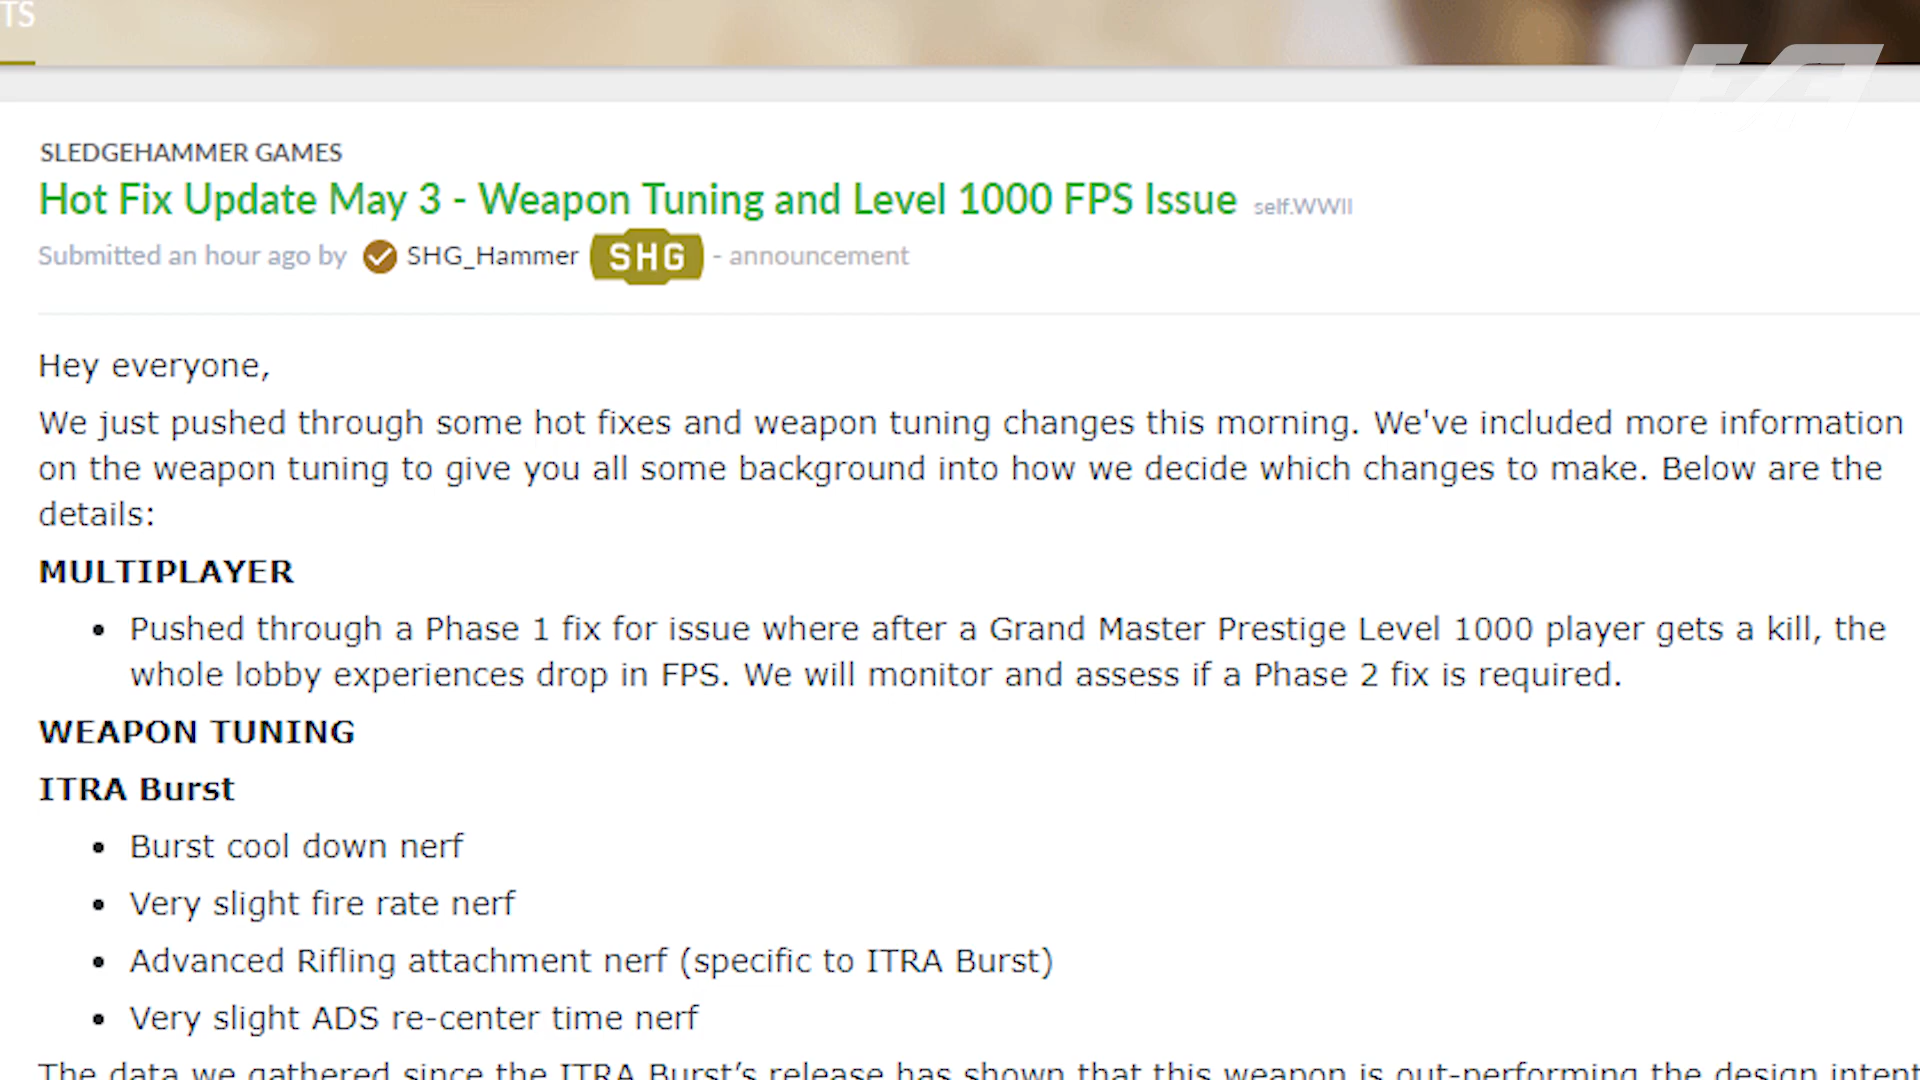 TS
SLEDGEHAMMER GAMES
Hot Fix Update May 3 - Weapon Tuning and Level 1000 FPS Issue self.WWII
Submitted an hour ago by SHG_Hammer SHG - announcement
Hey everyone,
We just pushed through some hot fixes and weapon tuning changes this morning. We've included more information
on the weapon tuning to give you all some background into how we decide which changes to make. Below are the
details:
MULTIPLAYER
• Pushed through a Phase 1 fix for issue where after a Grand Master Prestige Level 1000 player gets a kill, the
whole lobby experiences drop in FPS. We will monitor and assess if a Phase 2 fix is required.
WEAPON TUNING
ITRA Burst
• Burst cool down nerf
• Very slight fire rate nerf
• Advanced Rifling attachment nerf (specific to ITRA Burst)
• Very slight ADS re-center time nerf
The data we gathered since the ITRA Burst’s release has shown that this weapon is out-performing the design intent